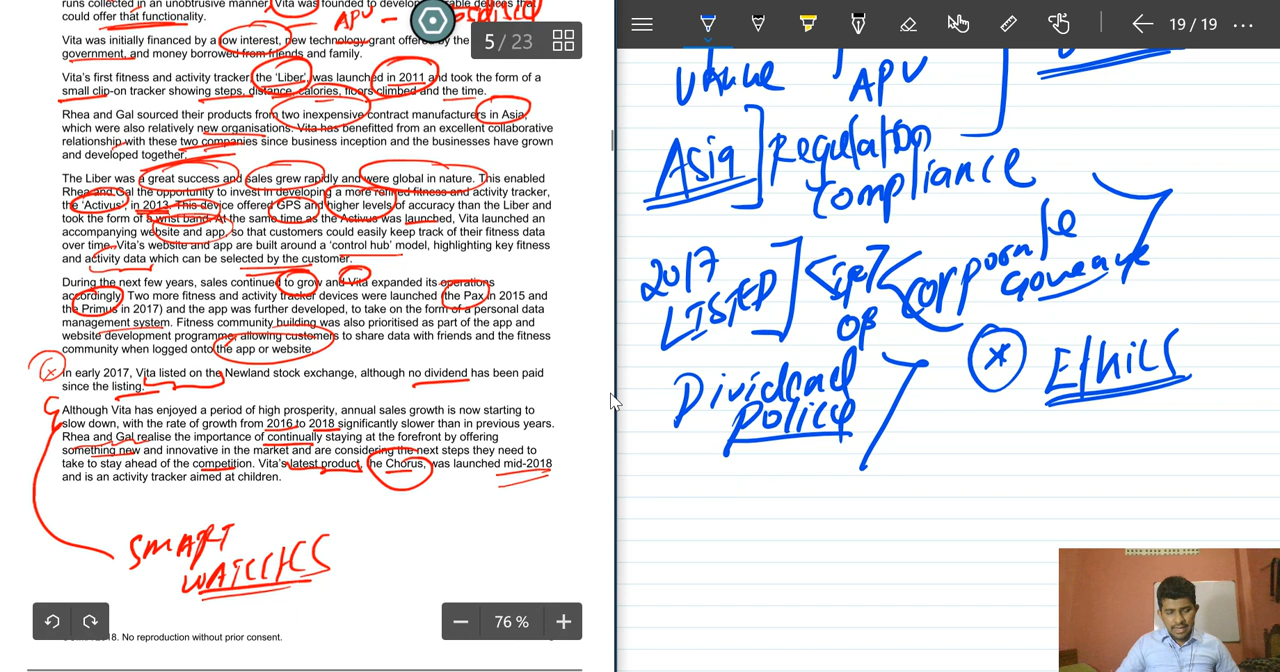 runs collected in an unobtrusive manner. Vita was founded to develop
could offer that functionality.
APV -
Vita was initially financed by a low interest, new technology grant offered by the
government, and money borrowed from friends and family.
Vita's first fitness and activity tracker, the 'Liber', was launched in 2011 and took the form of a
small clip-on tracker showing steps, distance, calories, floors climbed and the time.
Rhea and Gal sourced their products from two inexpensive contract manufacturers in Asia,
which were also relatively new organisations. Vita has benefitted from an excellent collaborative
relationship with these two companies since business inception and the businesses have grown
and developed together.
The Liber was a great success and sales grew rapidly and were global in nature. This enabled
Rhea and Gal the opportunity to invest in developing a more refined fitness and activity tracker,
the 'Activus' in 2013. This device offered GPS and higher levels of accuracy than the Liber and
took the form of a wrist band. At the same time as the Activus was launched, Vita launched an
accompanying website and app, so that customers could easily keep track of their fitness data
over time. Vita's website and app are built around a 'control hub' model, highlighting key fitness
and activity data which can be selected by the customer.
During the next few years, sales continued to grow and Vita expanded its operations
accordingly. Two more fitness and activity tracker devices were launched (the Pax in 2015 and
the Primus in 2017) and the app was further developed, to take on the form of a personal data
management system. Fitness community building was also prioritised as part of the app and
website development programme, allowing customers to share data with friends and the fitness
community when logged onto the app or website.
In early 2017, Vita listed on the Newland stock exchange, although no dividend has been paid
since the listing.
Although Vita has enjoyed a period of high prosperity, annual sales growth is now starting to
slow down, with the rate of growth from 2016 to 2018 significantly slower than in previous years.
Rhea and Gal realise the importance of continually staying at the forefront by offering
something new and innovative in the market and are considering the next steps they need to
take to stay ahead of the competition. Vita's latest product, the Chorus, was launched mid-2018
and is an activity tracker aimed at children.
SMART
WATCHES
5 / 23
76 %
18. No reproduction without prior consent.
19 / 19
APV
Asia] Regulation
Compliance
2017
LISTED
Corporate
Governance
Dividend
Policy
Ethics